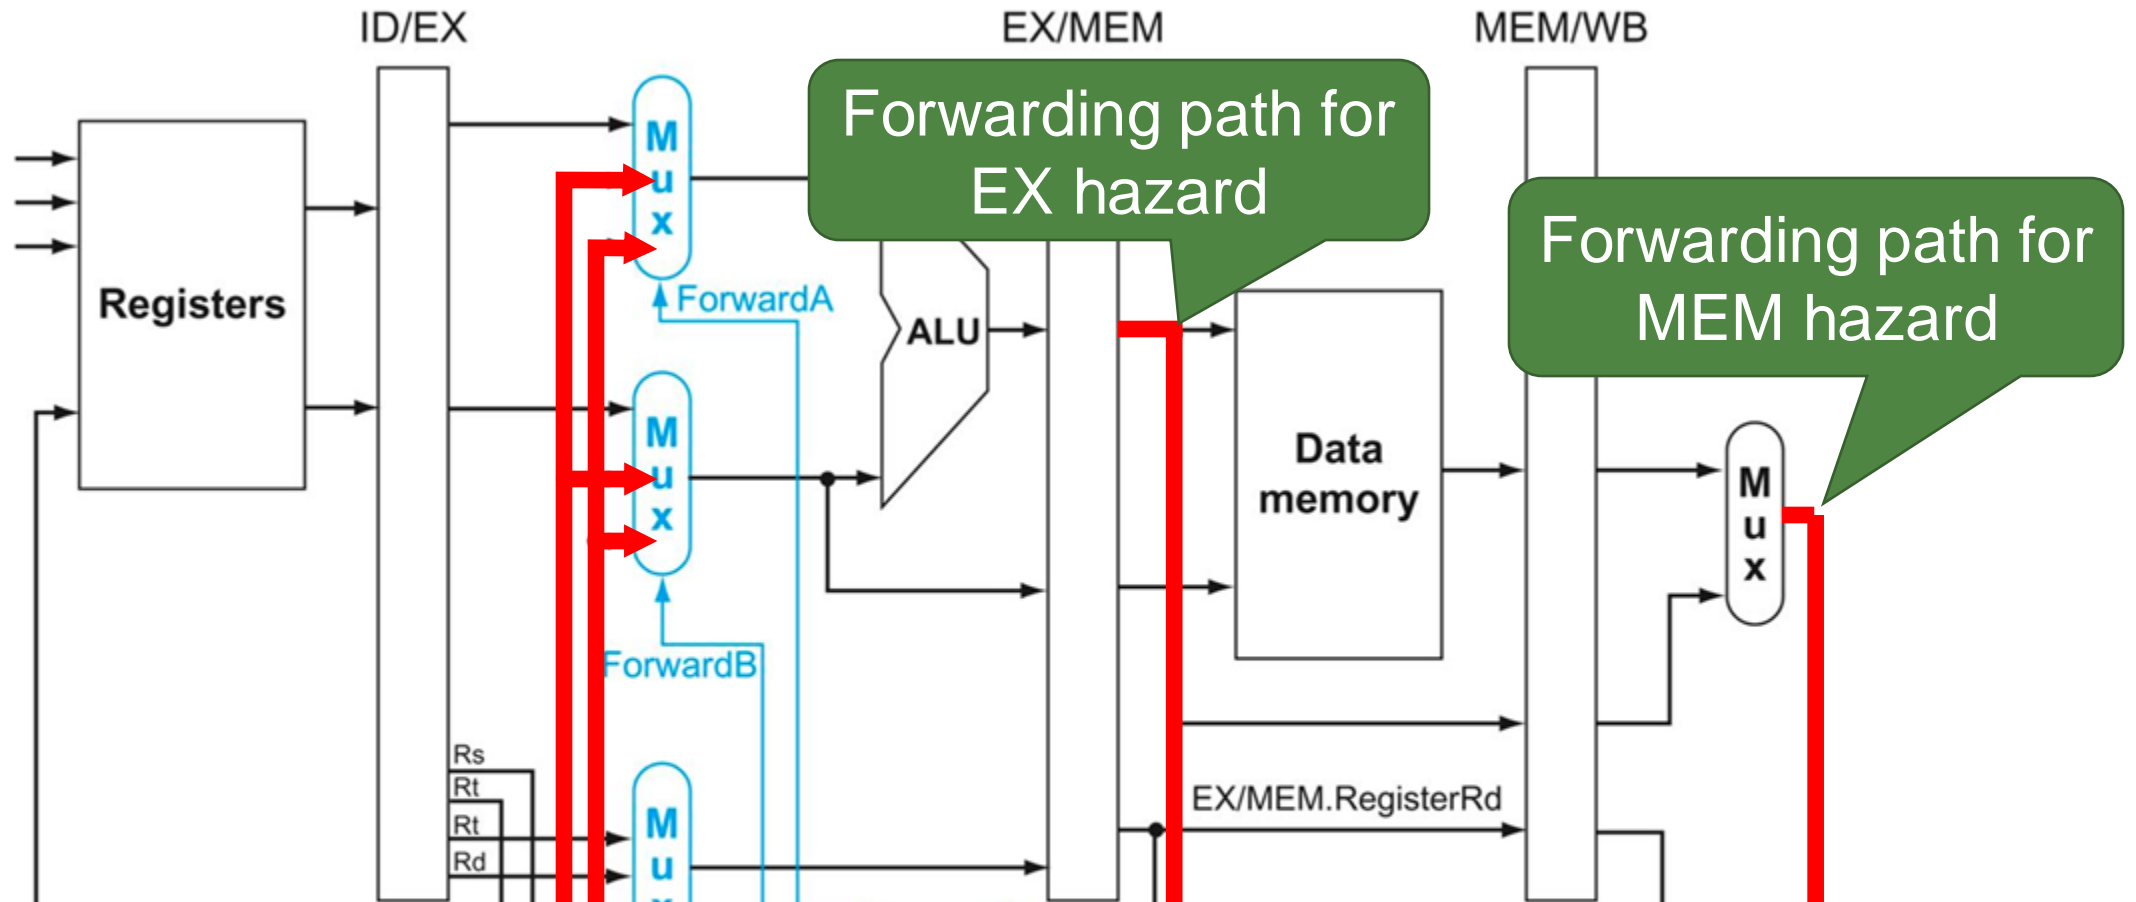 ID/EX
EX/MEM
MEM/WB
Forwarding path for
EX hazard
Forwarding path for
MEM hazard
M
u
x
Registers
ForwardA
ALU
M
u
x
Data
memory
M
u
x
ForwardB
Rs
Rt
Rt
Rd
M
u
EX/MEM.RegisterRd